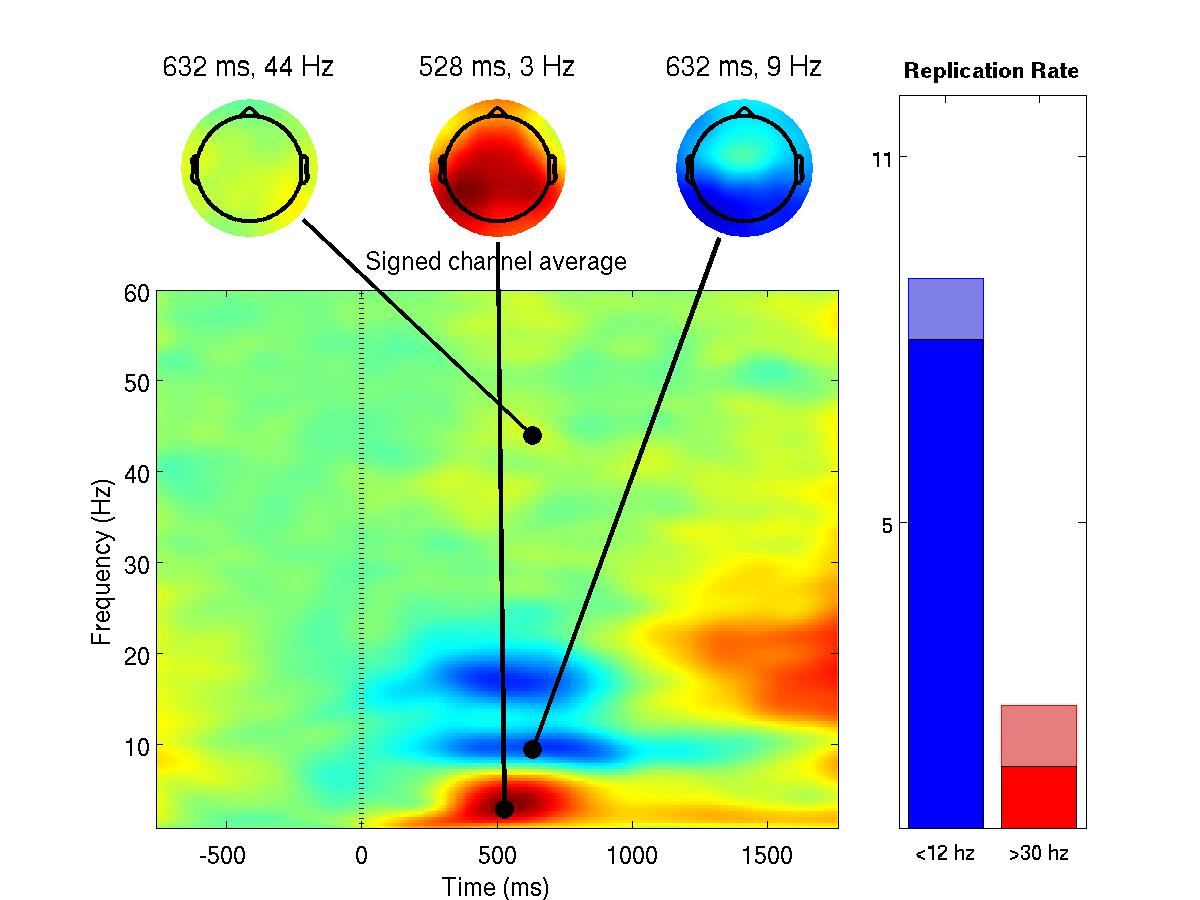 632 ms, 44 Hz
528 ms, 3 Hz
632 ms, 9 Hz
Replication Rate
Signed channel average
60
50
40
30
20
10
Frequency (Hz)
-500
0
500
1000
1500
Time (ms)
11
5
<12 hz
>30 hz